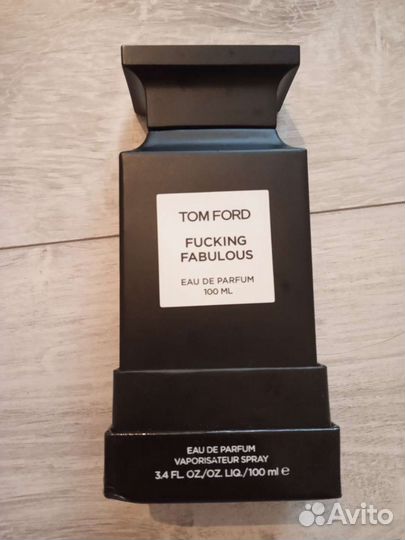 TOM FORD
FUCKING
FABULOUS
EAU DE PARFUM
100 ML
EAU DE PARFUM
VAPORISATEUR SPRAY
3.4 FL. OZ./OZ. LIQ./100 ml ℮
Avito